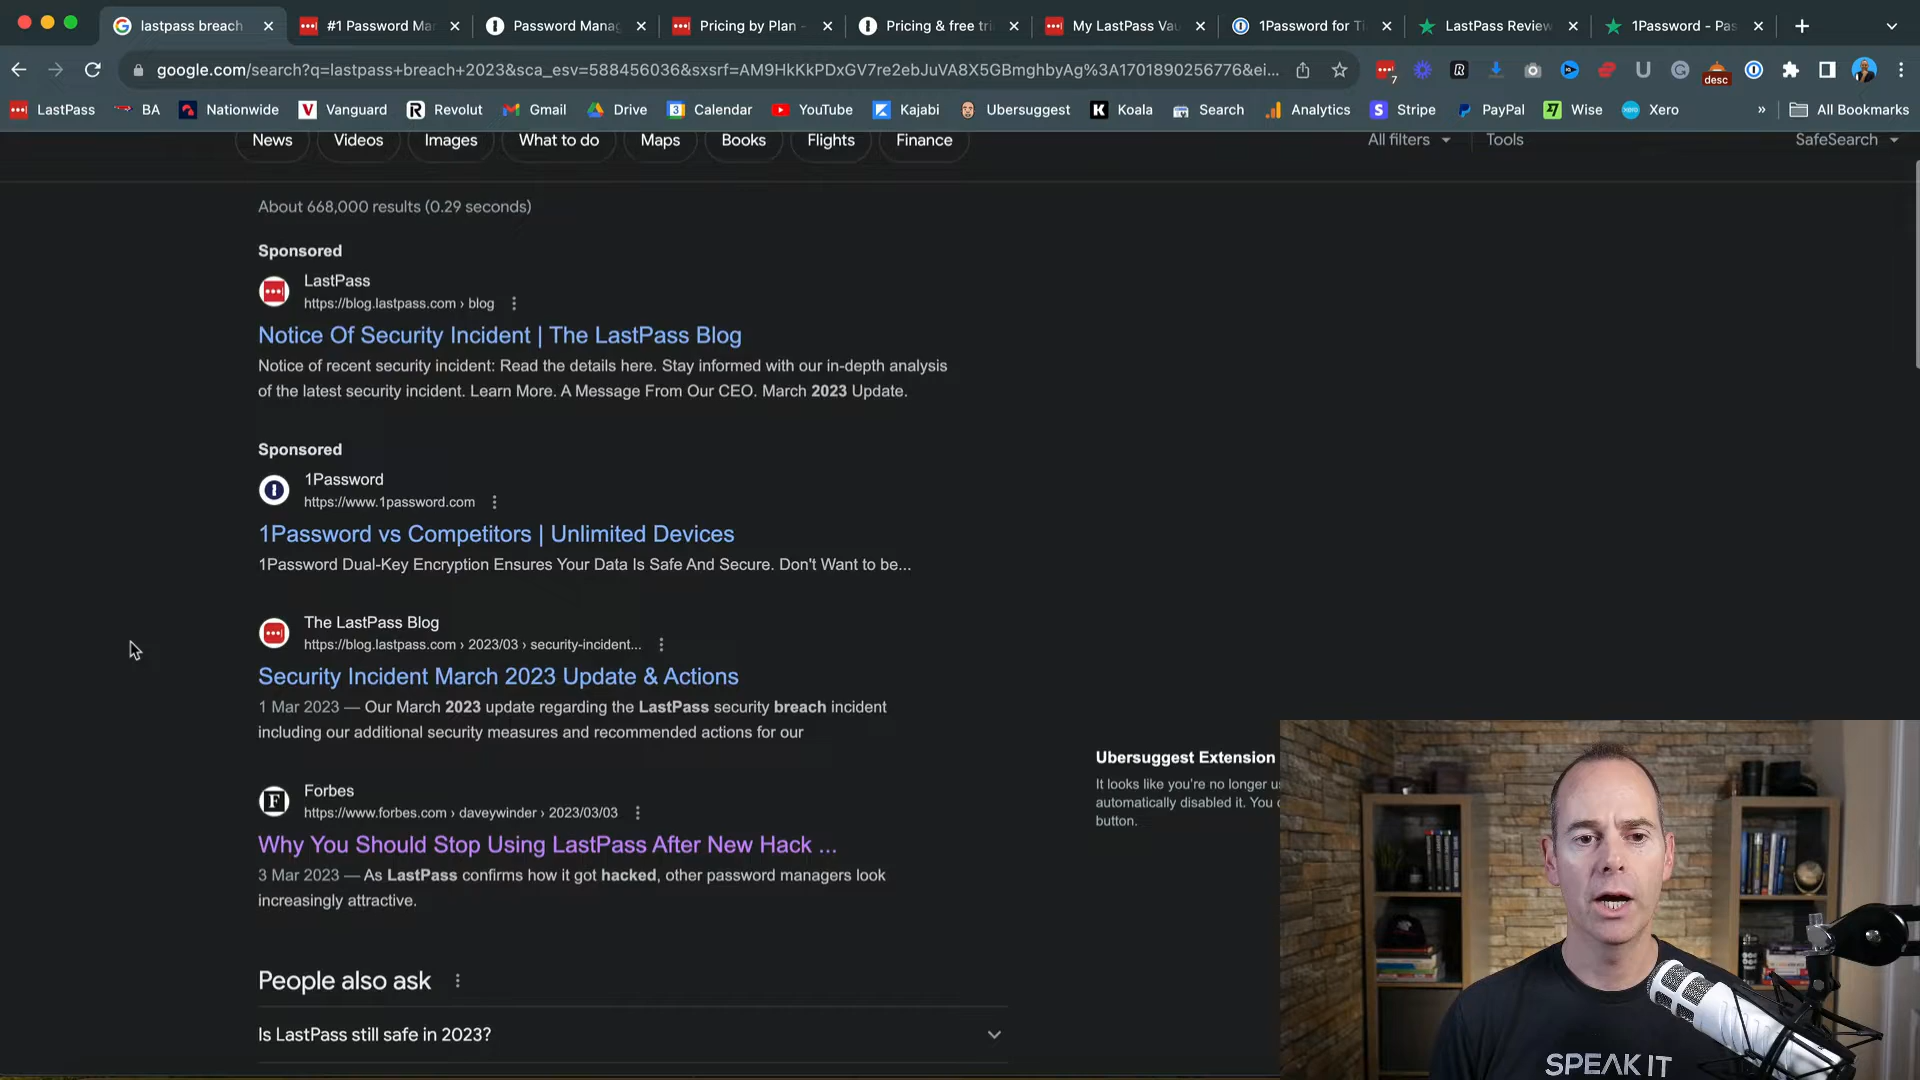 lastpass breach
#1 Password Ma
Password Manag
Pricing by Plan -
Pricing & free tri
My LastPass Vau
1Password for Ti
LastPass Review
1Password - Pas
google.com/search?q=lastpass+breach+2023&sca_esv=588456036&sxsrf=AM9HkKkPDxGV7re2ebJuVA8X5GBmghbyAg%3A1701890256776&ei...
7
desc
LastPass
BA
Nationwide
Vanguard
Revolut
Gmail
Drive
Calendar
YouTube
Kajabi
Ubersuggest
Koala
Search
Analytics
Stripe
PayPal
Wise
Xero
»
All Bookmarks
News
Videos
Images
What to do
Maps
Books
Flights
Finance
All filters
Tools
SafeSearch
About 668,000 results (0.29 seconds)
Sponsored
LastPass
https://blog.lastpass.com › blog
Notice Of Security Incident | The LastPass Blog
Notice of recent security incident: Read the details here. Stay informed with our in-depth analysis
of the latest security incident. Learn More. A Message From Our CEO. March 2023 Update.
Sponsored
1Password
https://www.1password.com
1Password vs Competitors | Unlimited Devices
1Password Dual-Key Encryption Ensures Your Data Is Safe And Secure. Don't Want to be...
The LastPass Blog
https://blog.lastpass.com › 2023/03 › security-incident...
Security Incident March 2023 Update & Actions
1 Mar 2023 — Our March 2023 update regarding the LastPass security breach incident
including our additional security measures and recommended actions for our
Forbes
https://www.forbes.com › daveywinder › 2023/03/03
Why You Should Stop Using LastPass After New Hack ...
3 Mar 2023 — As LastPass confirms how it got hacked, other password managers look
increasingly attractive.
People also ask
Is LastPass still safe in 2023?
Ubersuggest Extension
It looks like you're no longer u
automatically disabled it. You
button.
SPEAK IT